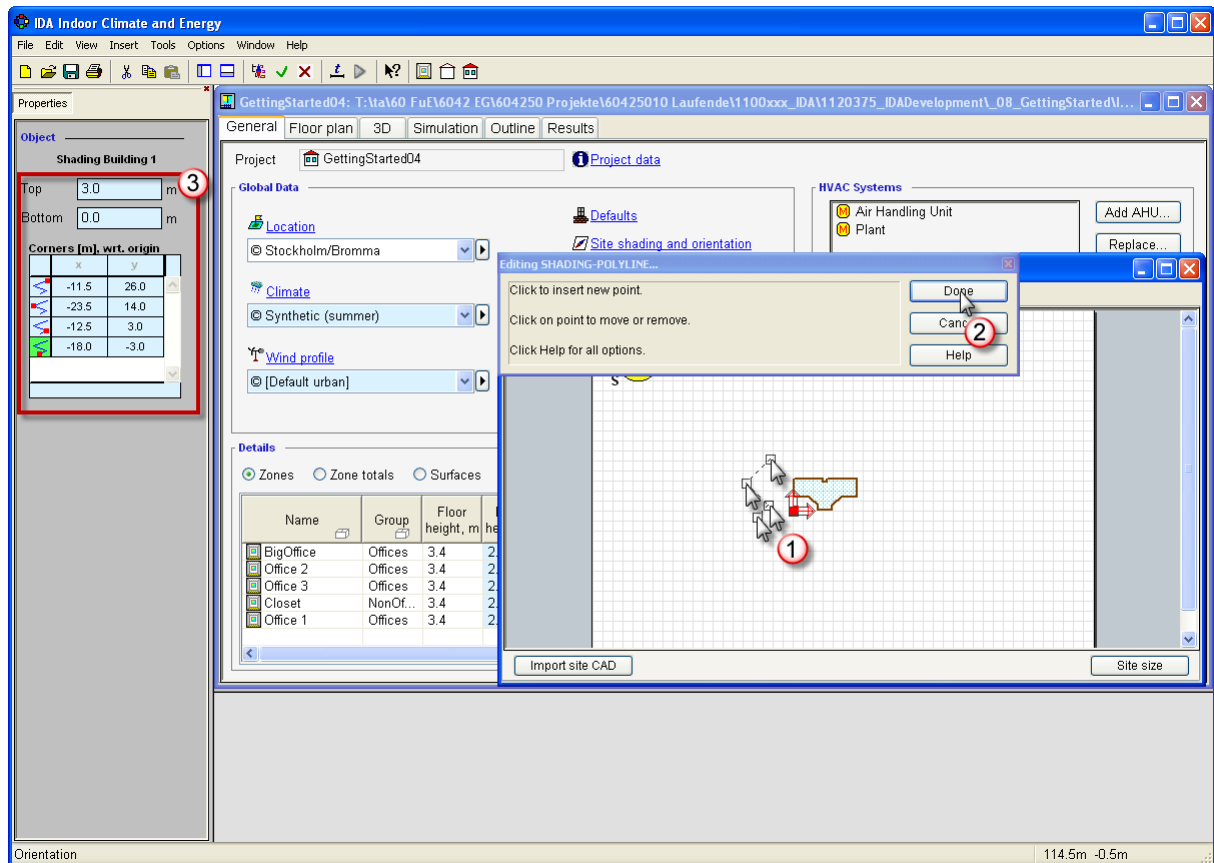 IDA Indoor Climate and Energy
File Edit View Insert Tools Options Window Help
Properties
Object
Shading Building 1
Top 3.0 m
3
Bottom 0.0 m
Corners [m], wrt. origin
x y
-11.5 26.0
-23.5 14.0
-12.5 3.0
-18.0 -3.0
GettingStarted04: T:\ta\60 FuE\6042 EG\604250 Projekte\60425010 Laufende\1100xxx_IDA\1120375_IDADevelopment\_08_GettingStarted\I...
General Floor plan 3D Simulation Outline Results
Project GettingStarted04 Project data
Global Data
Location
© Stockholm/Bromma
Climate
© Synthetic (summer)
Wind profile
© [Default urban]
Defaults
Site shading and orientation
HVAC Systems
M Air Handling Unit
M Plant
Add AHU...
Replace...
Details
Zones Zone totals Surfaces
Name Group Floor height, m
BigOffice Offices 3.4 2.
Office 2 Offices 3.4 2.
Office 3 Offices 3.4 2.
Closet NonOf... 3.4 2.
Office 1 Offices 3.4 2.
Editing SHADING-POLYLINE...
Click to insert new point.
Click on point to move or remove.
Click Help for all options.
Done
2
Help
S
1
Import site CAD Site size
Orientation 114.5m -0.5m